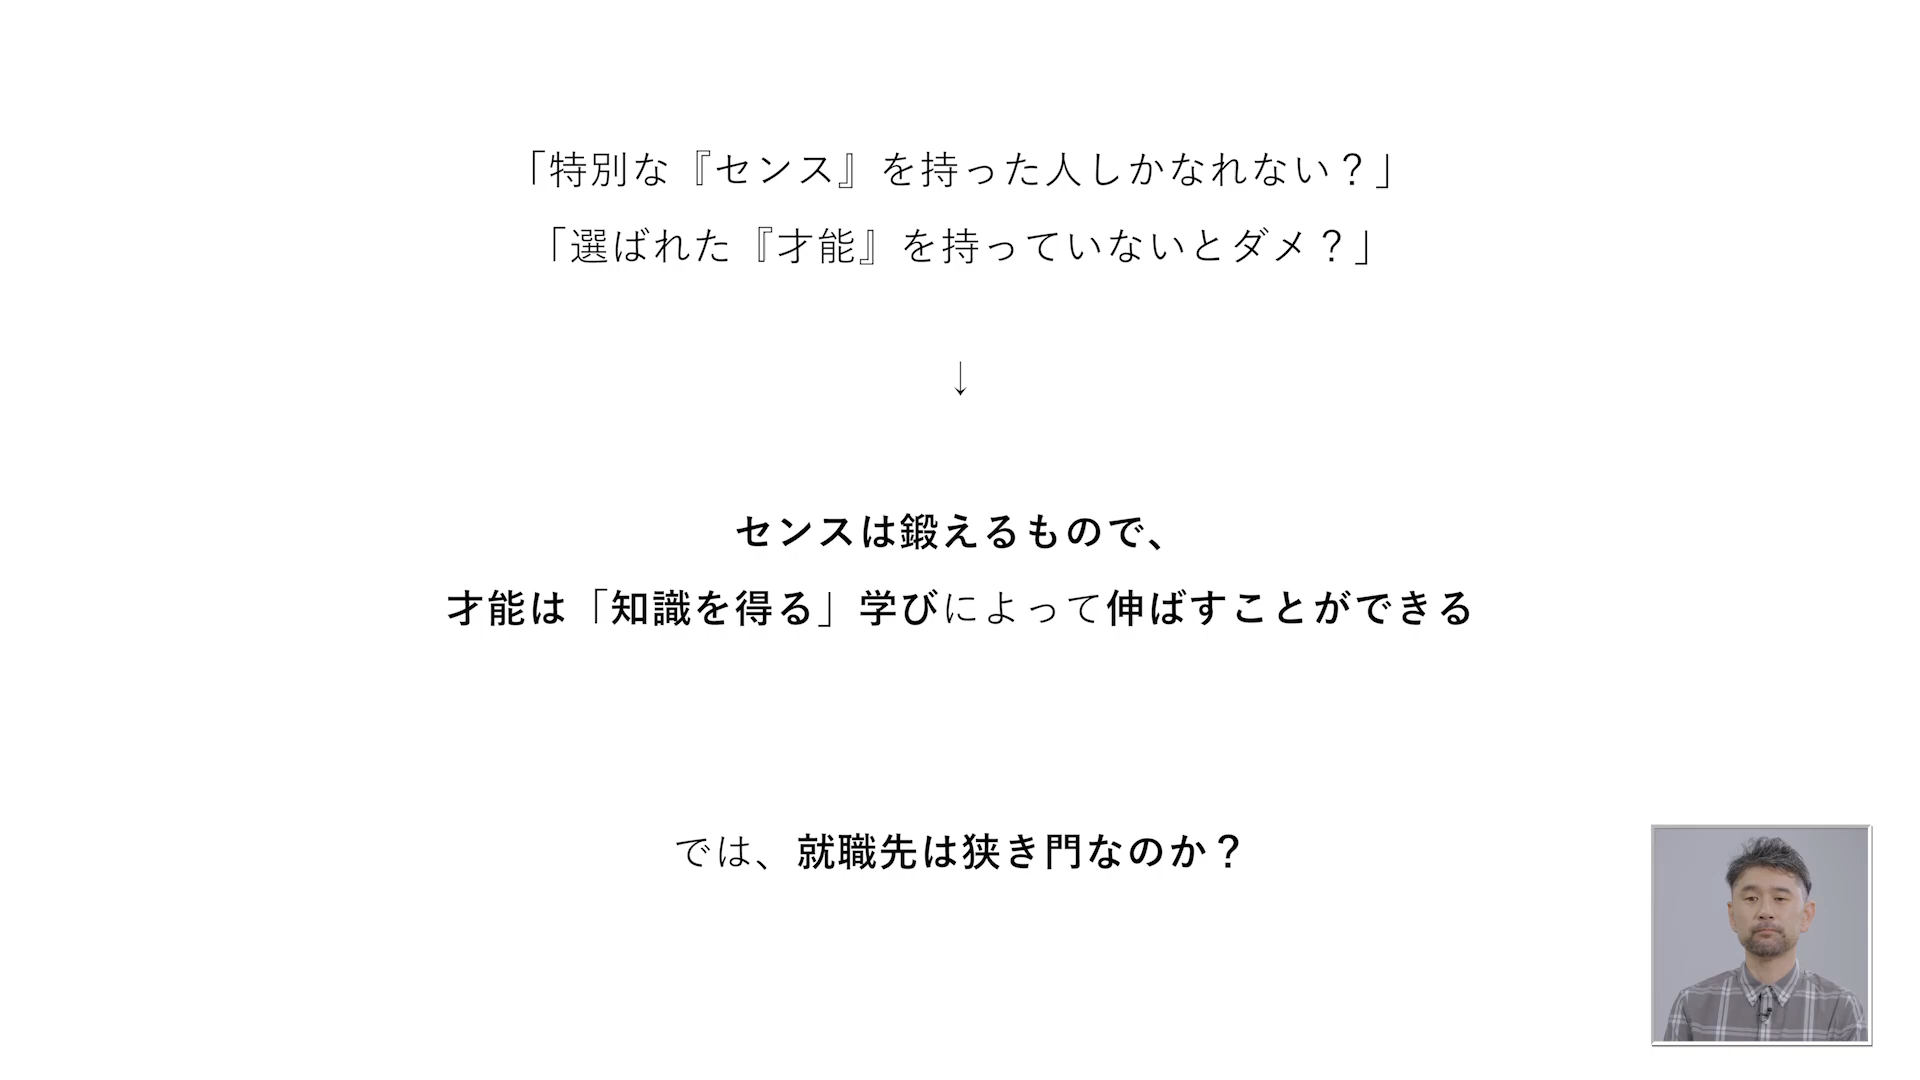 「特別な『センス』を持った人しかなれない？」
「選ばれた『才能』を持っていないとダメ？」
↓
センスは鍛えるもので、
才能は「知識を得る」学びによって伸ばすことができる
では、就職先は狭き門なのか？